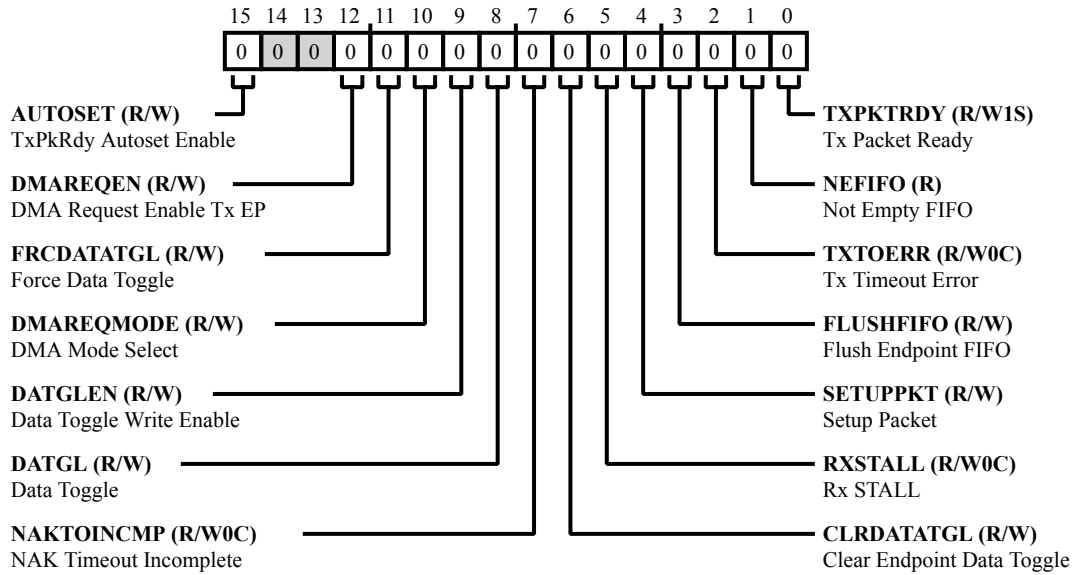 15 14 13 12 11 10 9 8 7 6 5 4 3 2 1 0
0 0 0 0 0 0 0 0 0 0 0 0 0 0 0 0
AUTOSET (R/W)
TxPkRdy Autoset Enable
DMAREQEN (R/W)
DMA Request Enable Tx EP
FRCDATATGL (R/W)
Force Data Toggle
DMAREQMODE (R/W)
DMA Mode Select
DATGLEN (R/W)
Data Toggle Write Enable
DATGL (R/W)
Data Toggle
NAKTOINCMP (R/W0C)
NAK Timeout Incomplete
TXPKTRDY (R/W1S)
Tx Packet Ready
NEFIFO (R)
Not Empty FIFO
TXTOERR (R/W0C)
Tx Timeout Error
FLUSHFIFO (R/W)
Flush Endpoint FIFO
SETUPPKT (R/W)
Setup Packet
RXSTALL (R/W0C)
Rx STALL
CLRDATATGL (R/W)
Clear Endpoint Data Toggle